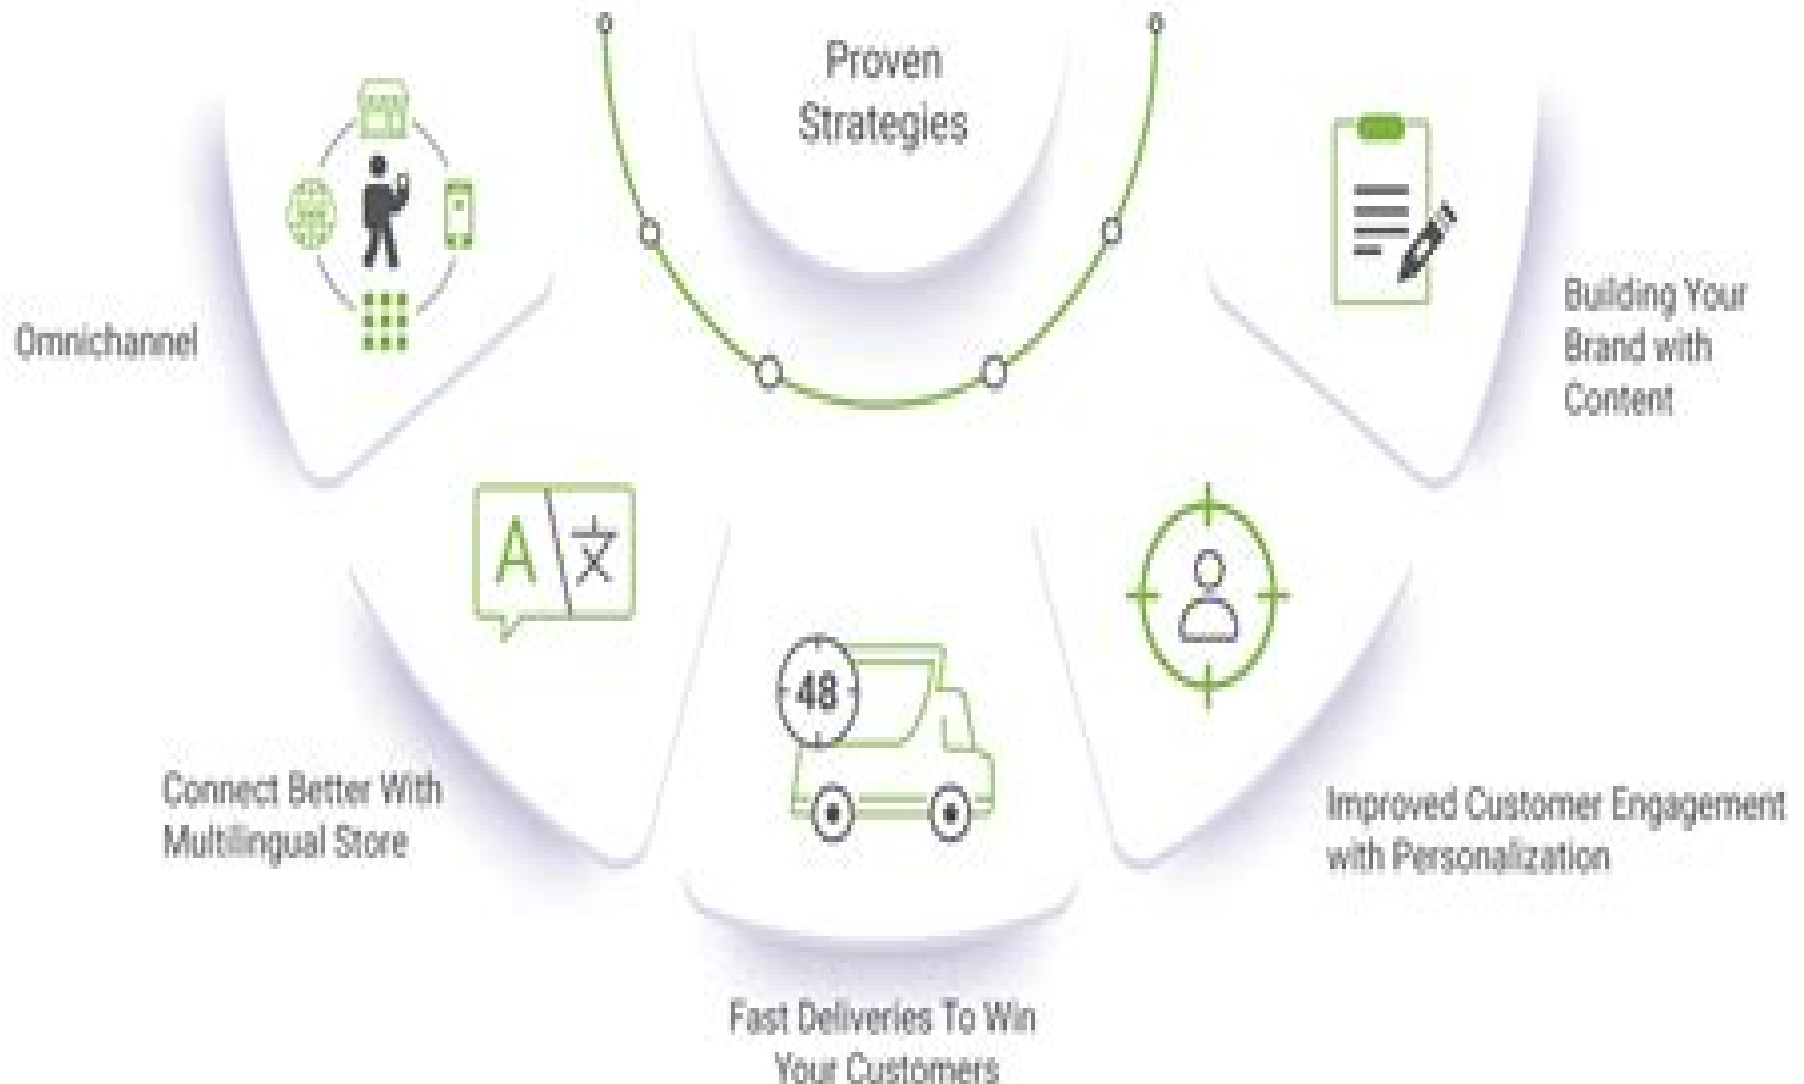 Proven
Strategies
Omnichannel
Building Your
Brand with
Content
A 文
48
Connect Better With
Multilingual Store
Improved Customer Engagement
with Personalization
Fast Deliveries To Win
Your Customers